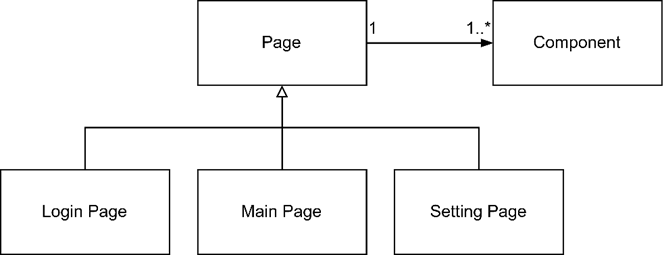 Page
1
1..*
Component
Login Page
Main Page
Setting Page